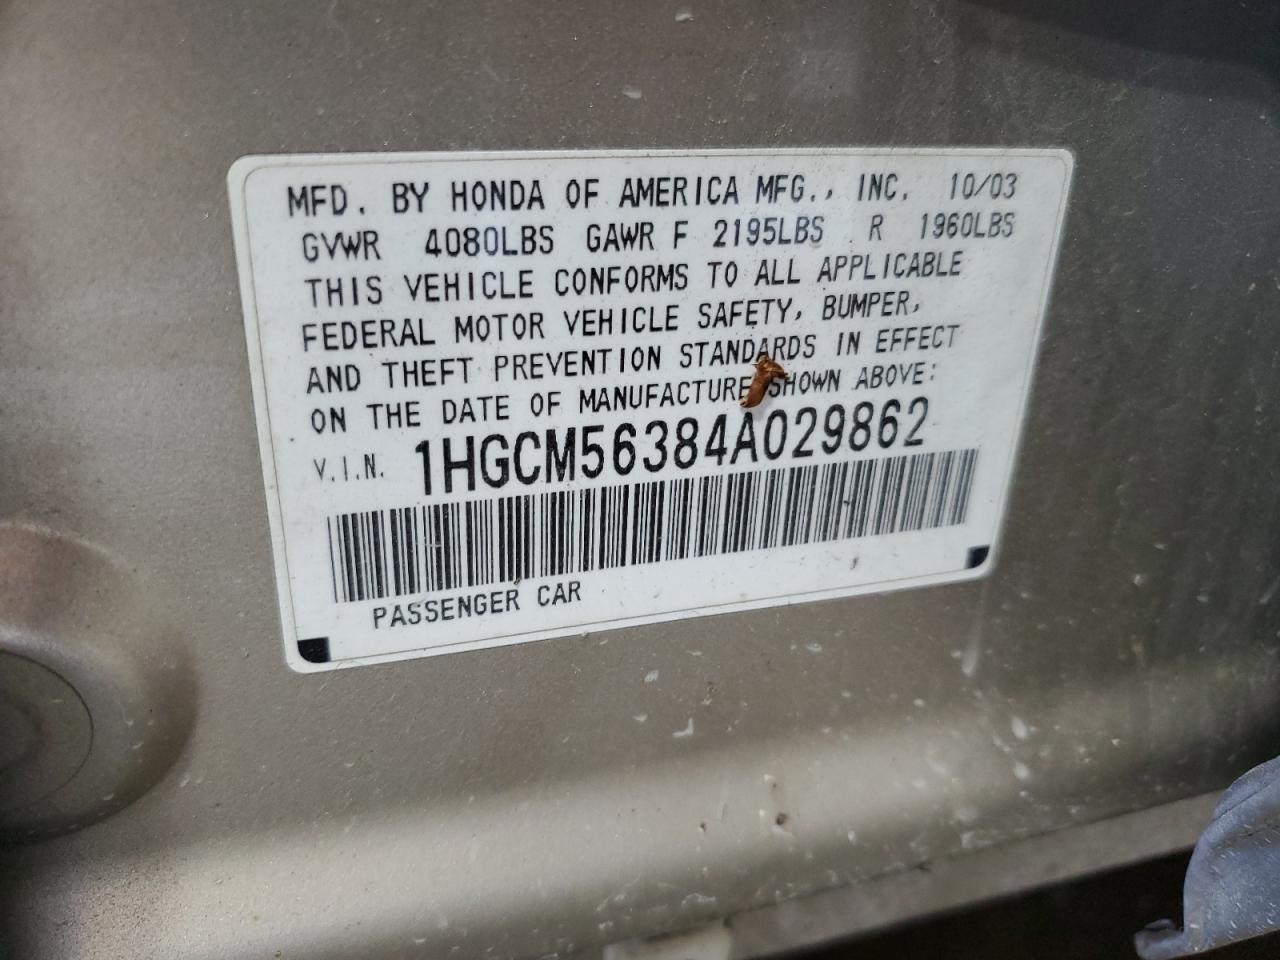 MFD. BY HONDA OF AMERICA MFG., INC. 10/03
GVWR 4080LBS GAWR F 2195LBS R 1960LBS
THIS VEHICLE CONFORMS TO ALL APPLICABLE
FEDERAL MOTOR VEHICLE SAFETY, BUMPER,
AND THEFT PREVENTION STANDARDS IN EFFECT
ON THE DATE OF MANUFACTURE SHOWN ABOVE:
V.I.N. 1HGCM56384A029862
PASSENGER CAR